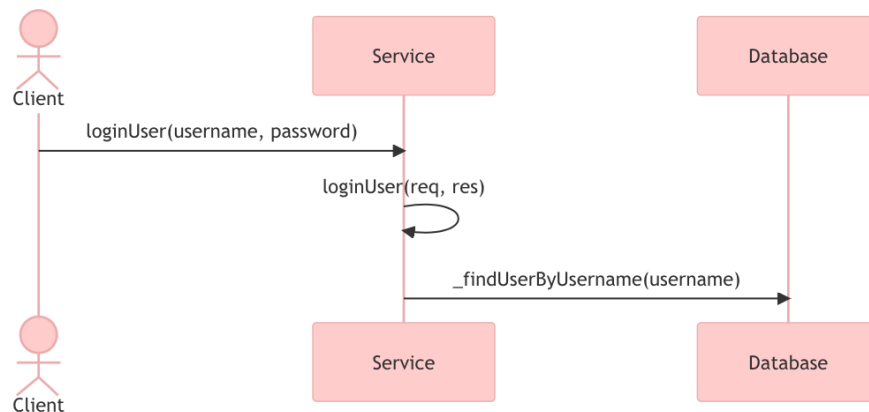 Service
Database
Client
loginUser(username, password)
loginUser(req, res)
_findUserByUsername(username)
Service
Database
Client